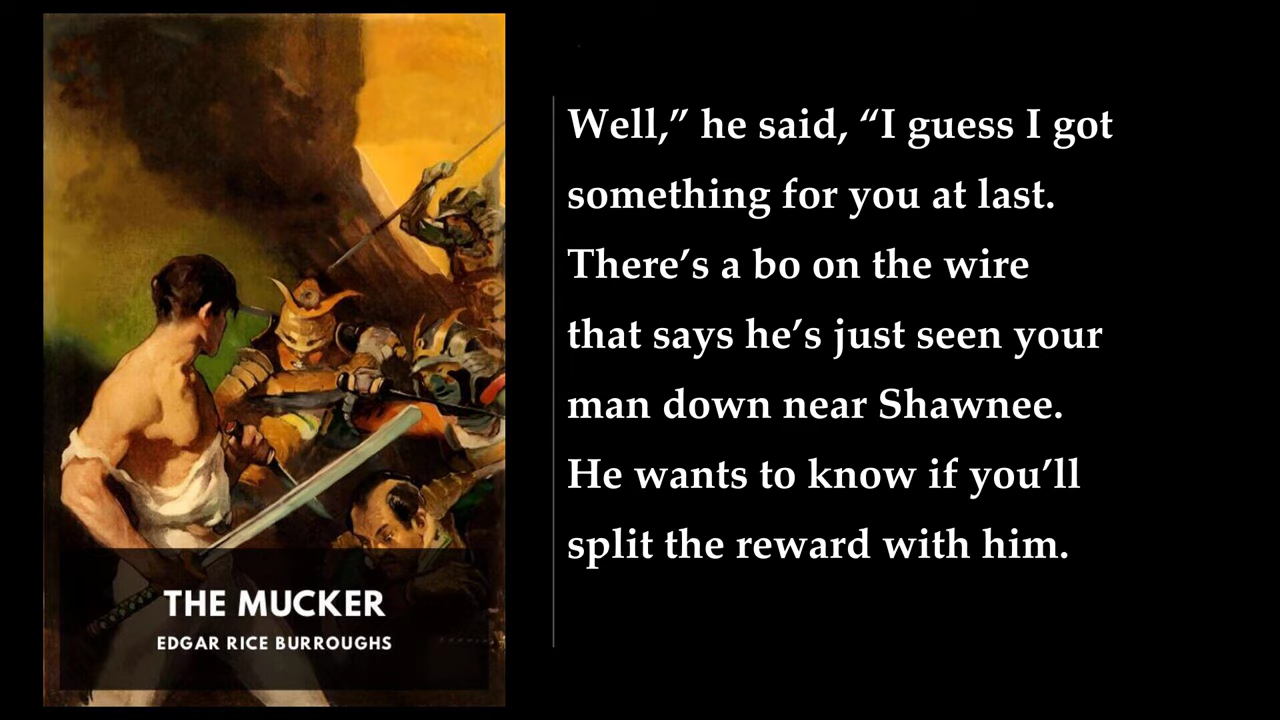 THE MUCKER
EDGAR RICE BURROUGHS
Well,” he said, “I guess I got
something for you at last.
There’s a bo on the wire
that says he’s just seen your
man down near Shawnee.
He wants to know if you’ll
split the reward with him.